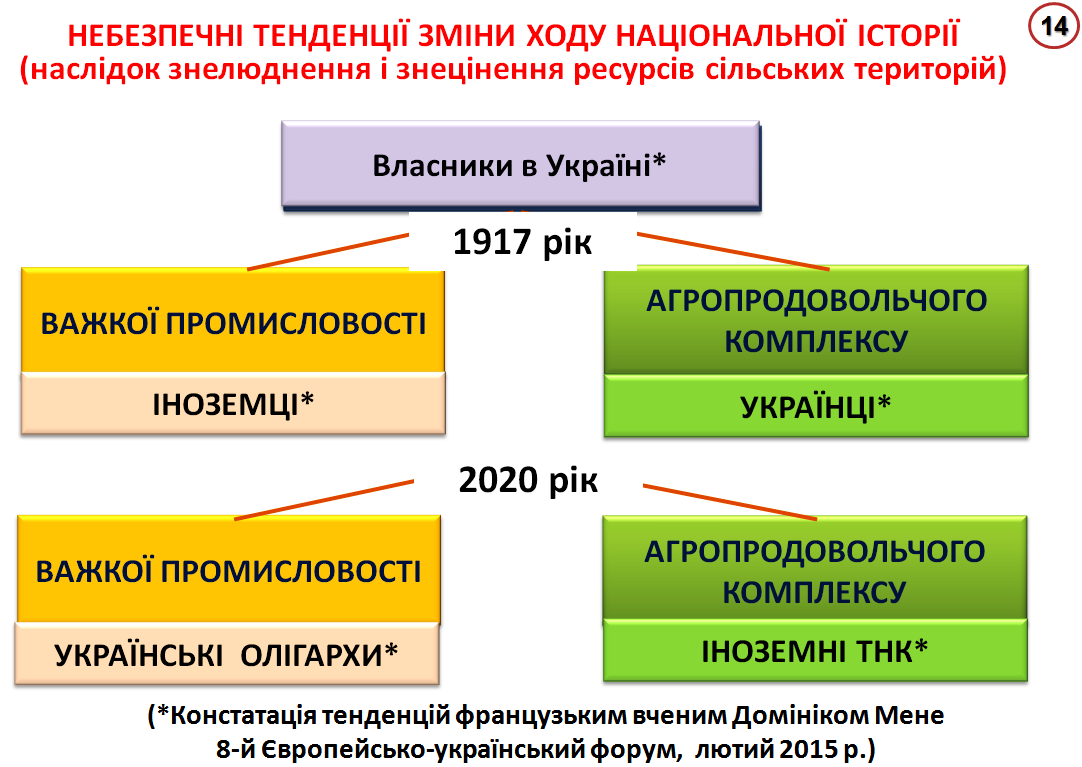 НЕБЕЗПЕЧНІ ТЕНДЕНЦІЇ ЗМІНИ ХОДУ НАЦІОНАЛЬНОЇ ІСТОРІЇ
14
(наслідок знелюднення і знецінення ресурсів сільських територій)
Власники в Україні*
1917 рік
ВАЖКОЇ ПРОМИСЛОВОСТІ
ІНОЗЕМЦІ*
АГРОПРОДОВОЛЬЧОГО
КОМПЛЕКСУ
УКРАЇНЦІ*
2020 рік
ВАЖКОЇ ПРОМИСЛОВОСТІ
УКРАЇНСЬКІ ОЛІГАРХИ*
АГРОПРОДОВОЛЬЧОГО
КОМПЛЕКСУ
ІНОЗЕМНІ ТНК*
(*Констатація тенденцій французьким вченим Домініком Мене
8-й Європейсько-український форум, лютий 2015 р.)